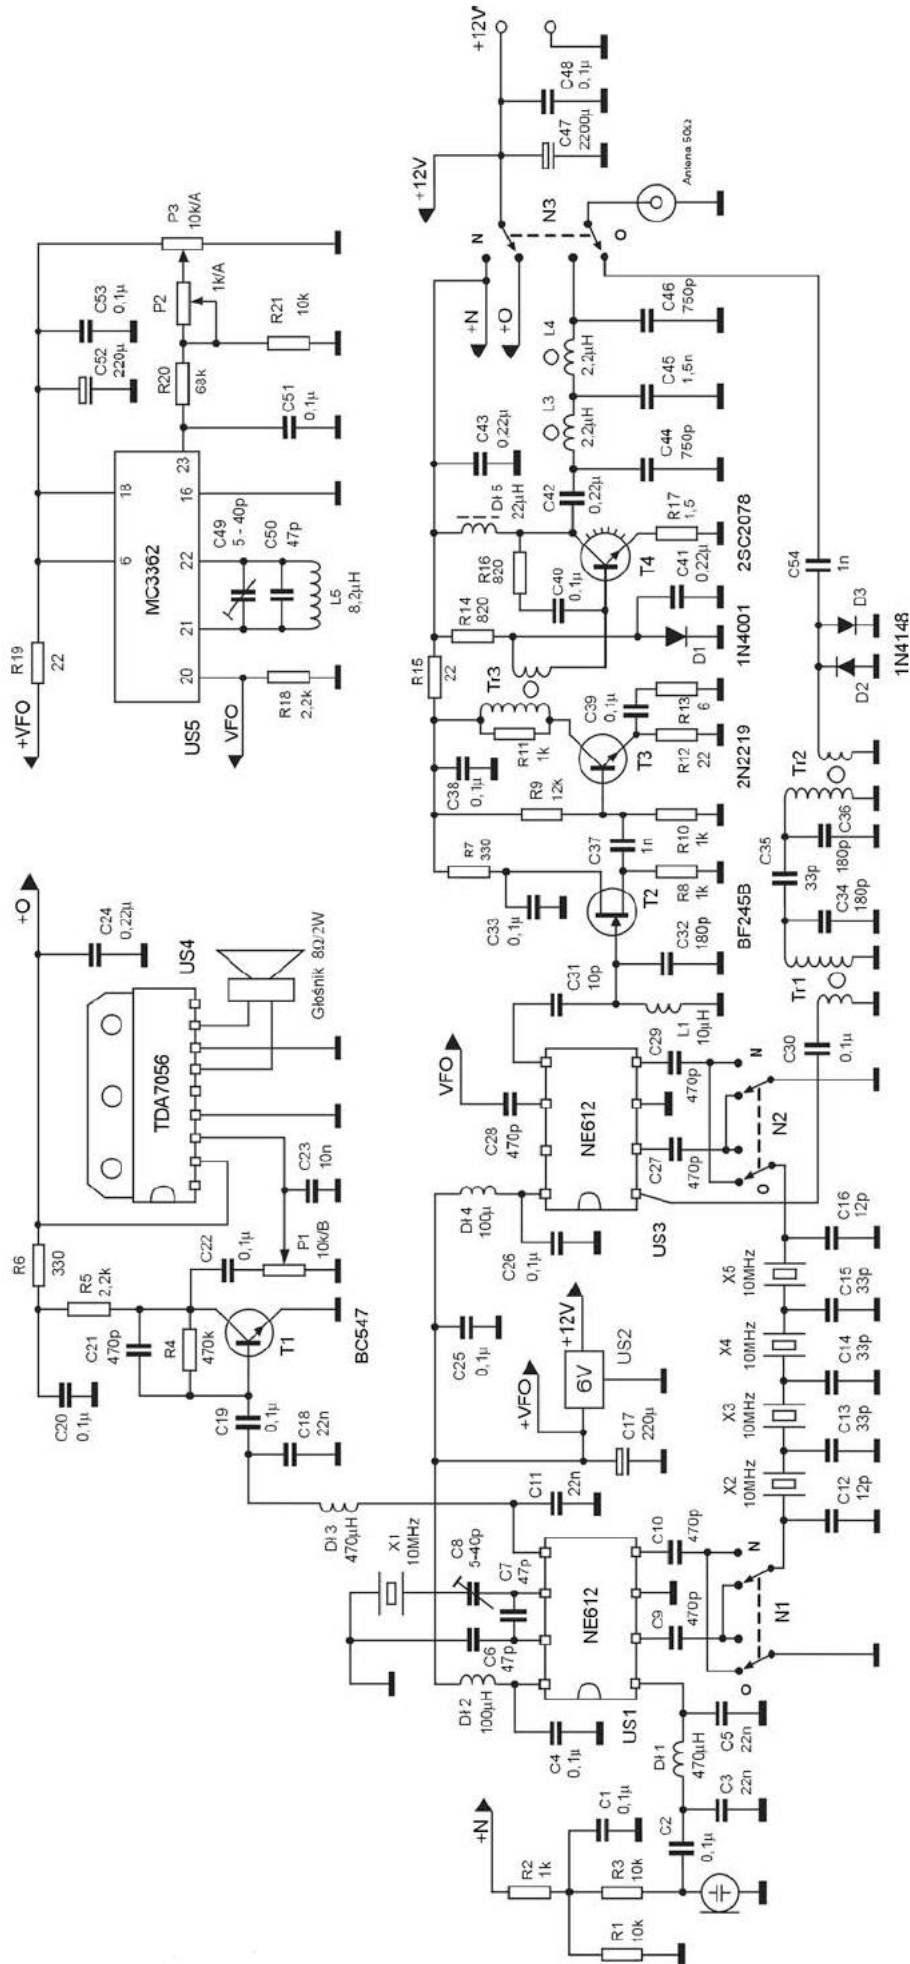 +N
R2
1k
R1
10k
R3
10k
C1
0,1µ
C2
0,1µ
C3
22n
Dł1
470µH
C5
22n
C4
0,1µ
Dł2
100µH
US1
NE612
C6
47p
C7
47p
C8
5-40p
X1
10MHz
C9
470p
C10
470p
O
N1
N
C11
22n
Dł3
470µH
C12
12p
X2
10MHz
C13
33p
X3
10MHz
C14
33p
X4
10MHz
C15
33p
X5
10MHz
C16
12p
C17
220µ
+VFO
6V
US2
+12V
C25
0,1µ
C18
22n
C19
0,1µ
C20
0,1µ
C21
470p
R4
470k
R5
2,2k
R6
330
T1
BC547
C22
0,1µ
P1
10k/B
C23
10n
TDA7056
US4
C24
0,22µ
+O
Głośnik 8Ω/2W
C26
0,1µ
Dł4
100µ
US3
NE612
C28
470p
VFO
C27
470p
C29
470p
O
N2
N
C30
0.1µ
C31
10p
L1
10µH
C32
180p
C33
0,1µ
R7
330
T2
BF245B
R8
1k
C37
1n
R9
12k
R10
1k
C38
0,1µ
R11
1k
T3
2N2219
R12
22
R13
6
C39
0,1µ
Tr3
R15
22
R14
820
D1
1N4001
C41
0,22µ
C40
0,1µ
R16
820
T4
2SC2078
R17
1,5
Dł5
22µH
C43
0,22µ
C42
0,22µ
C44
750p
L3
2,2µH
C45
1,5n
L4
2,2µH
C46
750p
+N
+O
N
N3
O
+12V
C47
2200µ
C48
0,1µ
+12V
Antena 50Ω
Tr1
C34
180p
C35
33p
C36
180p
Tr2
D2
D3
1N4148
C54
1n
+VFO
R19
22
US5
MC3362
6
18
20
21
22
16
23
VFO
R18
2,2k
C49
5 - 40p
C50
47p
L5
8,2µH
C51
0,1µ
R20
68k
C52
220µ
C53
0,1µ
P2
1k/A
R21
10k
P3
10k/A